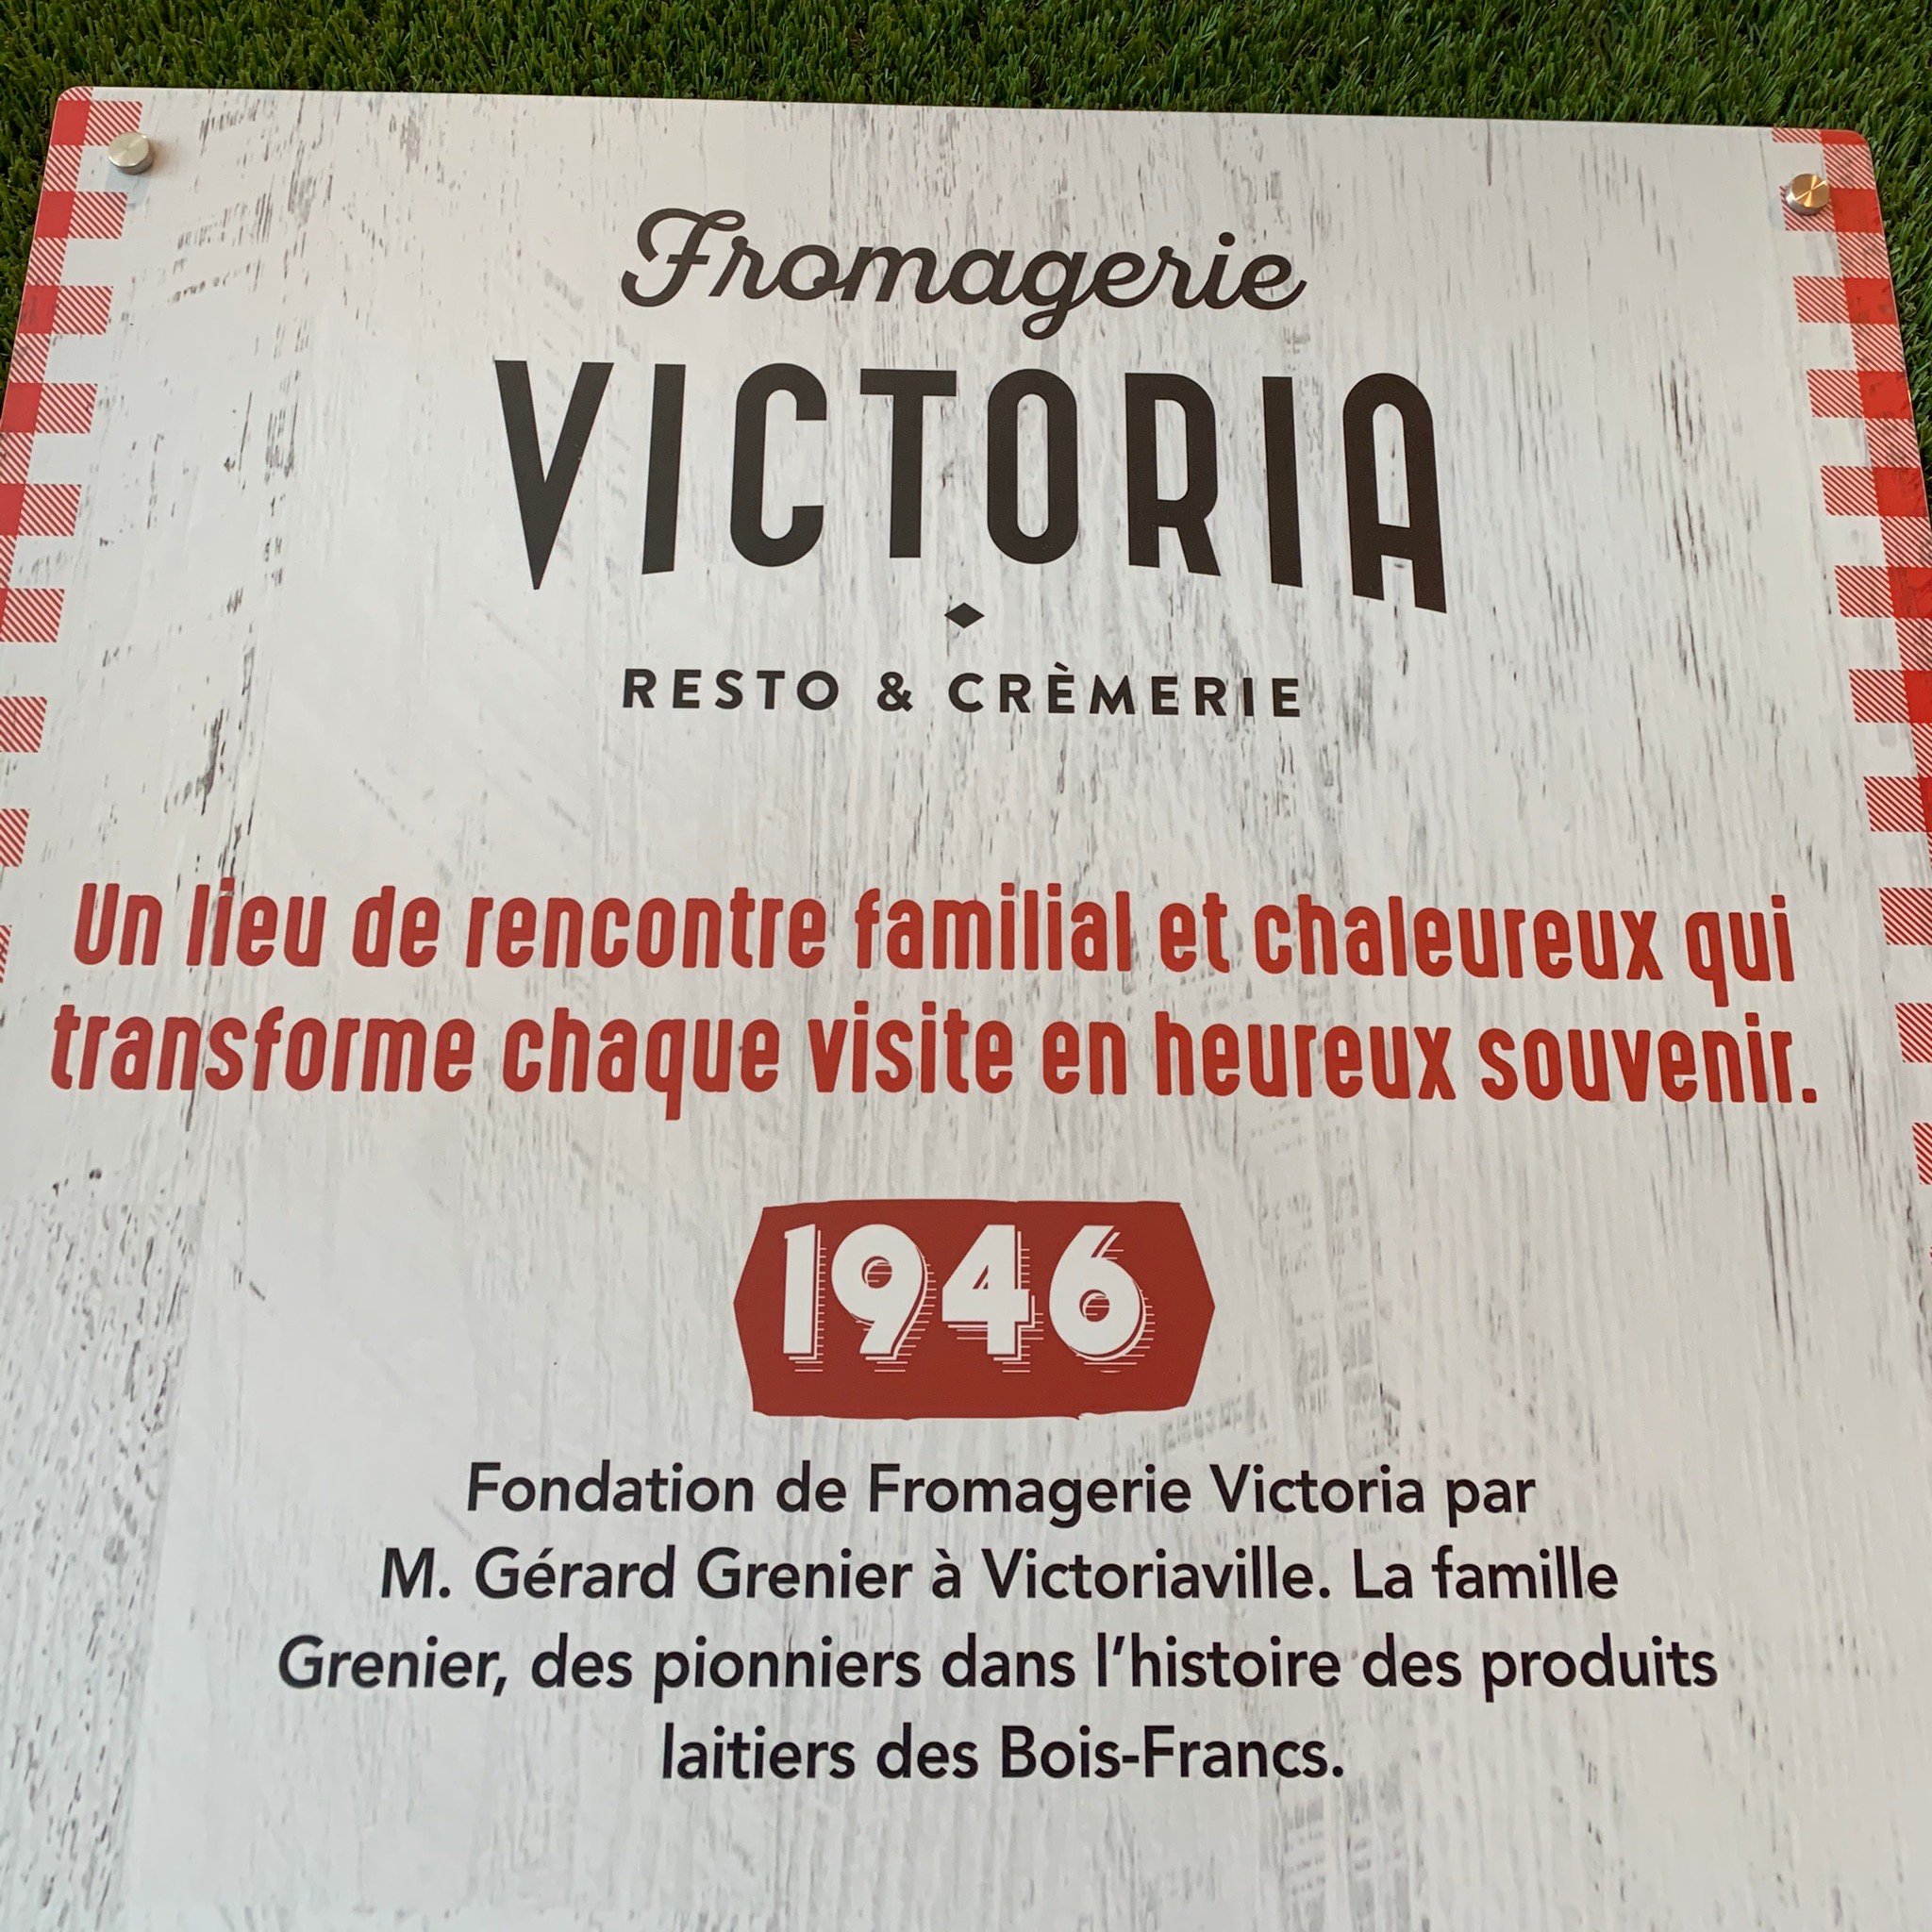 Fromagerie
VICTORIA
RESTO & CRÈMERIE
Un lieu de rencontre familial et chaleureux qui
transforme chaque visite en heureux souvenir.
1946
Fondation de Fromagerie Victoria par
M. Gérard Grenier à Victoriaville. La famille
Grenier, des pionniers dans l'histoire des produits
laitiers des Bois-Francs.